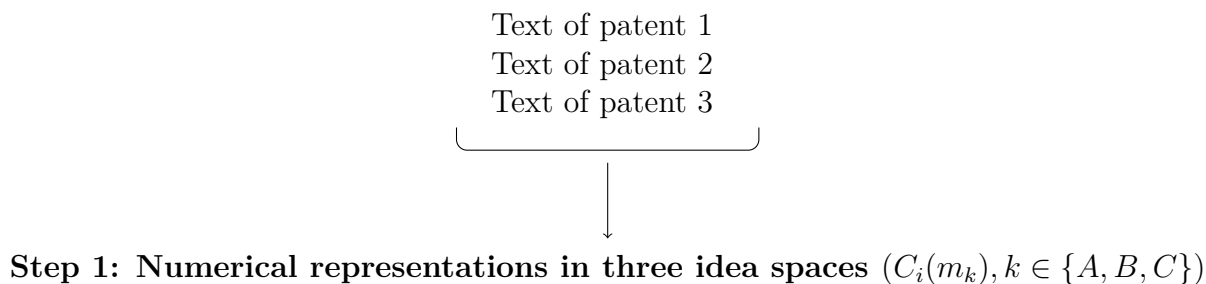 Text of patent 1
Text of patent 2
Text of patent 3
Step 1: Numerical representations in three idea spaces $(C_i(m_k), k \in \{A, B, C\})$